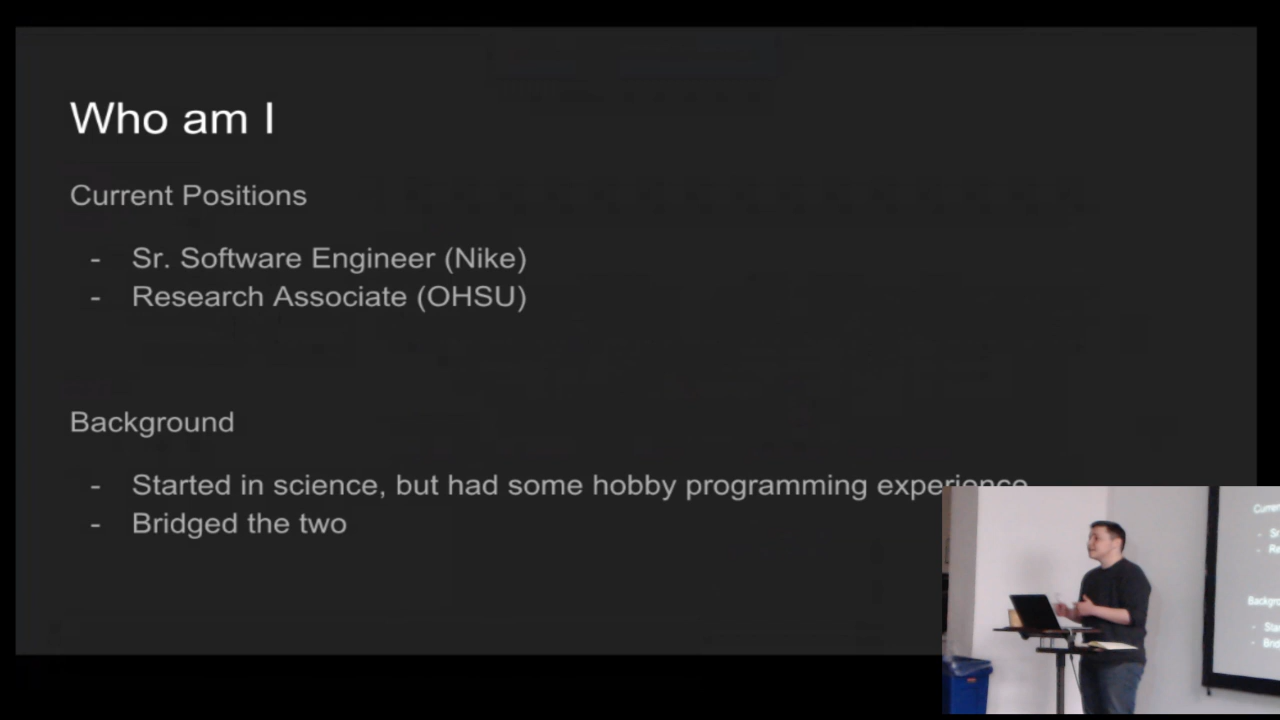 Who am I
Current Positions
- Sr. Software Engineer (Nike)
- Research Associate (OHSU)
Background
- Started in science, but had some hobby programming experience
- Bridged the two